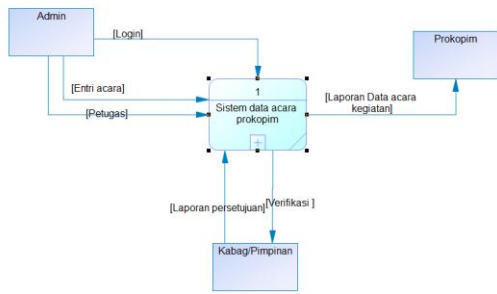 Admin
[Login]
Prokopim
[Entri acara]
[Petugas]
1
Sistem data acara
prokopim
[Laporan Data acara
kegiatan]
[Laporan persetujuan]
[Verifikasi ]
Kabag/Pimpinan